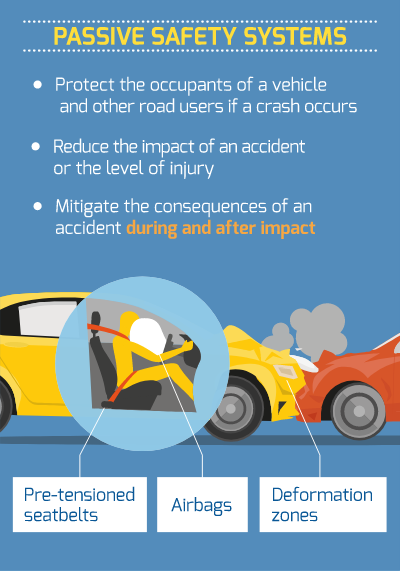 PASSIVE SAFETY SYSTEMS
● Protect the occupants of a vehicle
and other road users if a crash occurs
● Reduce the impact of an accident
or the level of injury
● Mitigate the consequences of an
accident during and after impact
Pre-tensioned
seatbelts
Airbags
Deformation
zones